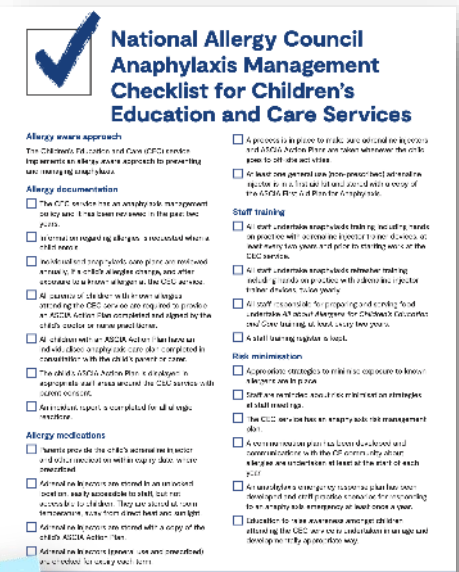 National Allergy Council
Anaphylaxis Management
Checklist for Children's
Education and Care Services
Allergy aware approach
The Children's Education and Care (CEC) service
implements an allergy aware approach to preventing
and managing anaphylaxis.
Allergy documentation
The CEC service has an anaphylaxis management
policy and it has been reviewed in the past two
years.
Information regarding allergies is requested when a
child enrols.
Individualised anaphylaxis care plans are reviewed
annually, if a child's allergies change, and after
exposure to a known allergen at the CEC service.
All parents of children with known allergies
attending the CEC service are required to provide
an ASCIA Action Plan completed and signed by the
child's doctor or nurse practitioner.
All children with an ASCIA Action Plan have an
individualised anaphylaxis care plan completed in
consultation with the child's parent or carer.
The child's ASCIA Action Plan is displayed in
appropriate staff areas around the CEC service with
parent consent.
An incident report is completed for all allergic
reactions.
Allergy medications
Parents provide the child's adrenaline injector
and other medication within expiry date, where
prescribed.
Adrenaline injectors are stored in an unlocked
location, easily accessible to staff, but not
accessible to children. They are stored at room
temperature, away from direct heat and sunlight.
Adrenaline injectors are stored with a copy of the
child's ASCIA Action Plan.
Adrenaline injectors (general use and prescribed)
are checked for expiry each term.
A process is in place to make sure adrenaline injectors
and ASCIA Action Plans are taken whenever the child
goes to off-site activities.
At least one general use (non-prescribed) adrenaline
injector is in a first aid kit and stored with a copy of
the ASCIA First Aid Plan for Anaphylaxis.
Staff training
All staff undertake anaphylaxis training including hands
on practice with adrenaline injector trainer devices, at
least every two years and prior to starting work at the
CEC service.
All staff undertake anaphylaxis refresher training
including hands on practice with adrenaline injector
trainer devices, twice yearly.
All staff responsible for preparing and serving food
undertake All about Allergens for Children's Education
and Care training, at least every two years.
A staff training register is kept.
Risk minimisation
Appropriate strategies to minimise exposure to known
allergens are in place.
Staff are reminded about risk minimisation strategies
at staff meetings.
The CEC service has an anaphylaxis risk management
plan.
A communication plan has been developed and
communications with the CE community about
allergies are undertaken at least at the start of each
year.
An anaphylaxis emergency response plan has been
developed and staff practice scenarios for responding
to an anaphylaxis emergency at least once a year.
Education to raise awareness amongst children
attending the CEC service is undertaken in age and
developmentally appropriate way.